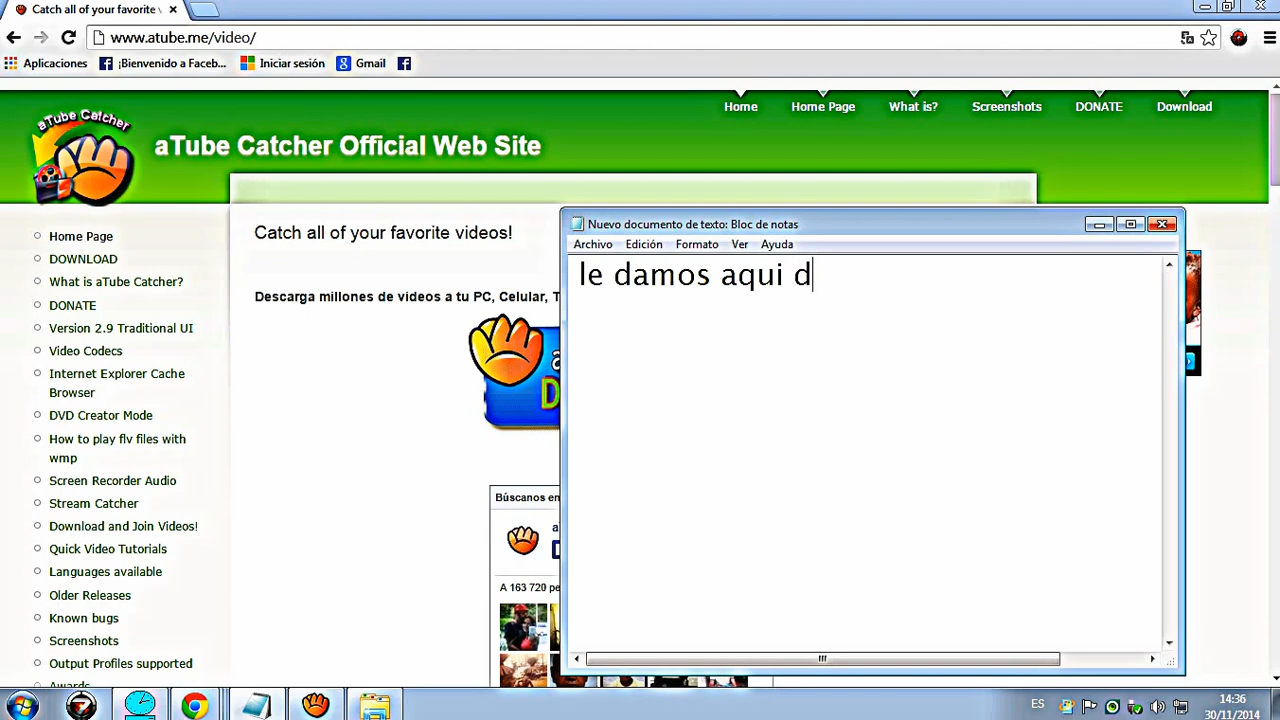 Catch all of your favorite v
www.atube.me/video/
Aplicaciones
¡Bienvenido a Faceb...
Iniciar sesión
Gmail
Home
Home Page
What is?
Screenshots
DONATE
Download
aTube Catcher
aTube Catcher Official Web Site
Home Page
DOWNLOAD
What is aTube Catcher?
DONATE
Version 2.9 Traditional UI
Video Codecs
Internet Explorer Cache
Browser
DVD Creator Mode
How to play flv files with
wmp
Screen Recorder Audio
Stream Catcher
Download and Join Videos!
Quick Video Tutorials
Languages available
Older Releases
Known bugs
Screenshots
Output Profiles supported
Awards
Catch all of your favorite videos!
Descarga millones de videos a tu PC, Celular, T
a
D
Búscanos en
a
A 163 720 pe
Nuevo documento de texto: Bloc de notas
Archivo Edición Formato Ver Ayuda
le damos aqui d
ES
14:36
30/11/2014